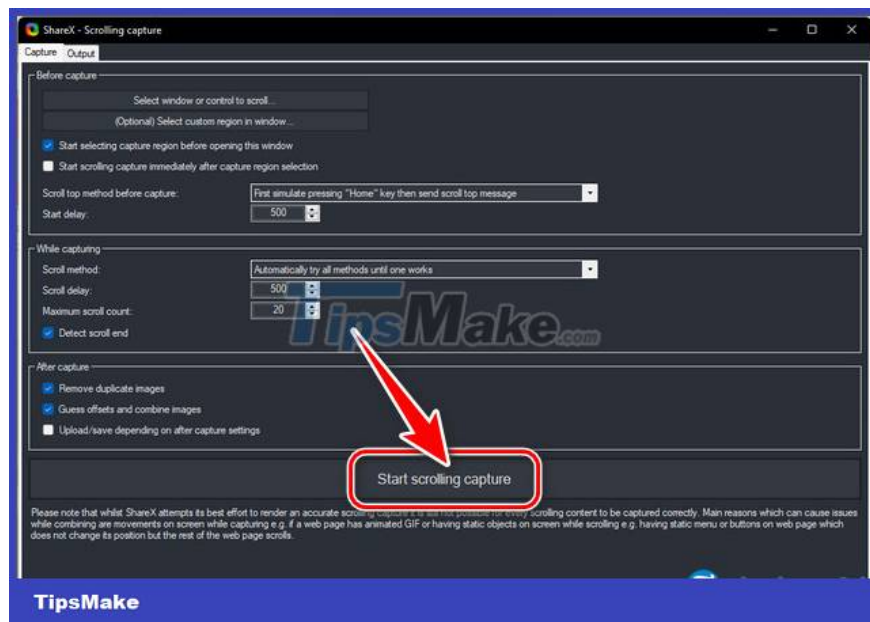 ShareX - Scrolling capture
Capture Output
Before capture
Select window or control to scroll...
(Optional) Select custom region in window...
Start selecting capture region before opening this window
Start scrolling capture immediately after capture region selection
Scroll top method before capture: First simulate pressing "Home" key then send scroll top message
Start delay: 500
While capturing
Scroll method: Automatically try all methods until one works
Scroll delay: 500
Maximum scroll count: 20
Detect scroll end
TipsMake.com
After capture
Remove duplicate images
Guess offsets and combine images
Upload/save depending on after capture settings
Start scrolling capture
Please note that whilst ShareX attempts its best effort to render an accurate scrolling capture it is still not possible for every scrolling content to be captured correctly. Main reasons which can cause issues
while combining are movements on screen while capturing e.g. if a web page has animated GIF or having static objects on screen while scrolling e.g. having static menu or buttons on web page which
does not change its position but the rest of the web page scrolls.
TipsMake